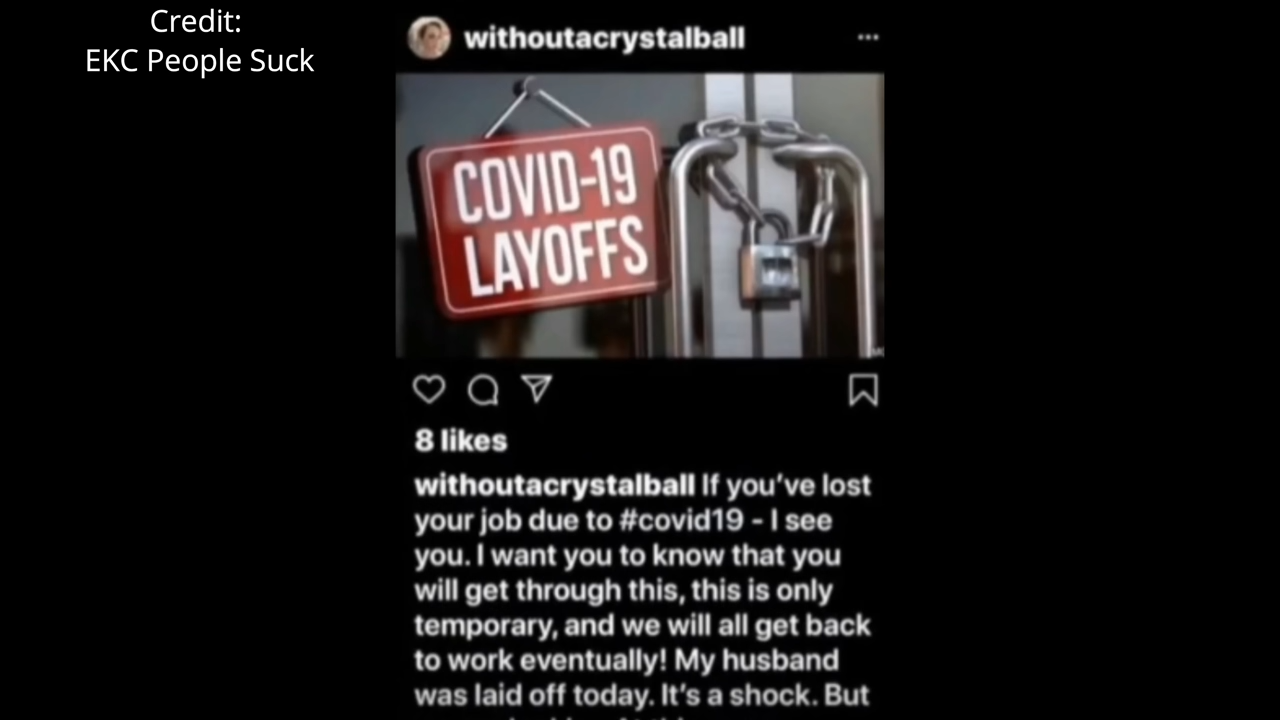 Credit:
EKC People Suck
withoutacrystalball
COVID-19
LAYOFFS
8 likes
withoutacrystalball If you've lost
your job due to #covid19 - I see
you. I want you to know that you
will get through this, this is only
temporary, and we will all get back
to work eventually! My husband
was laid off today. It's a shock. But